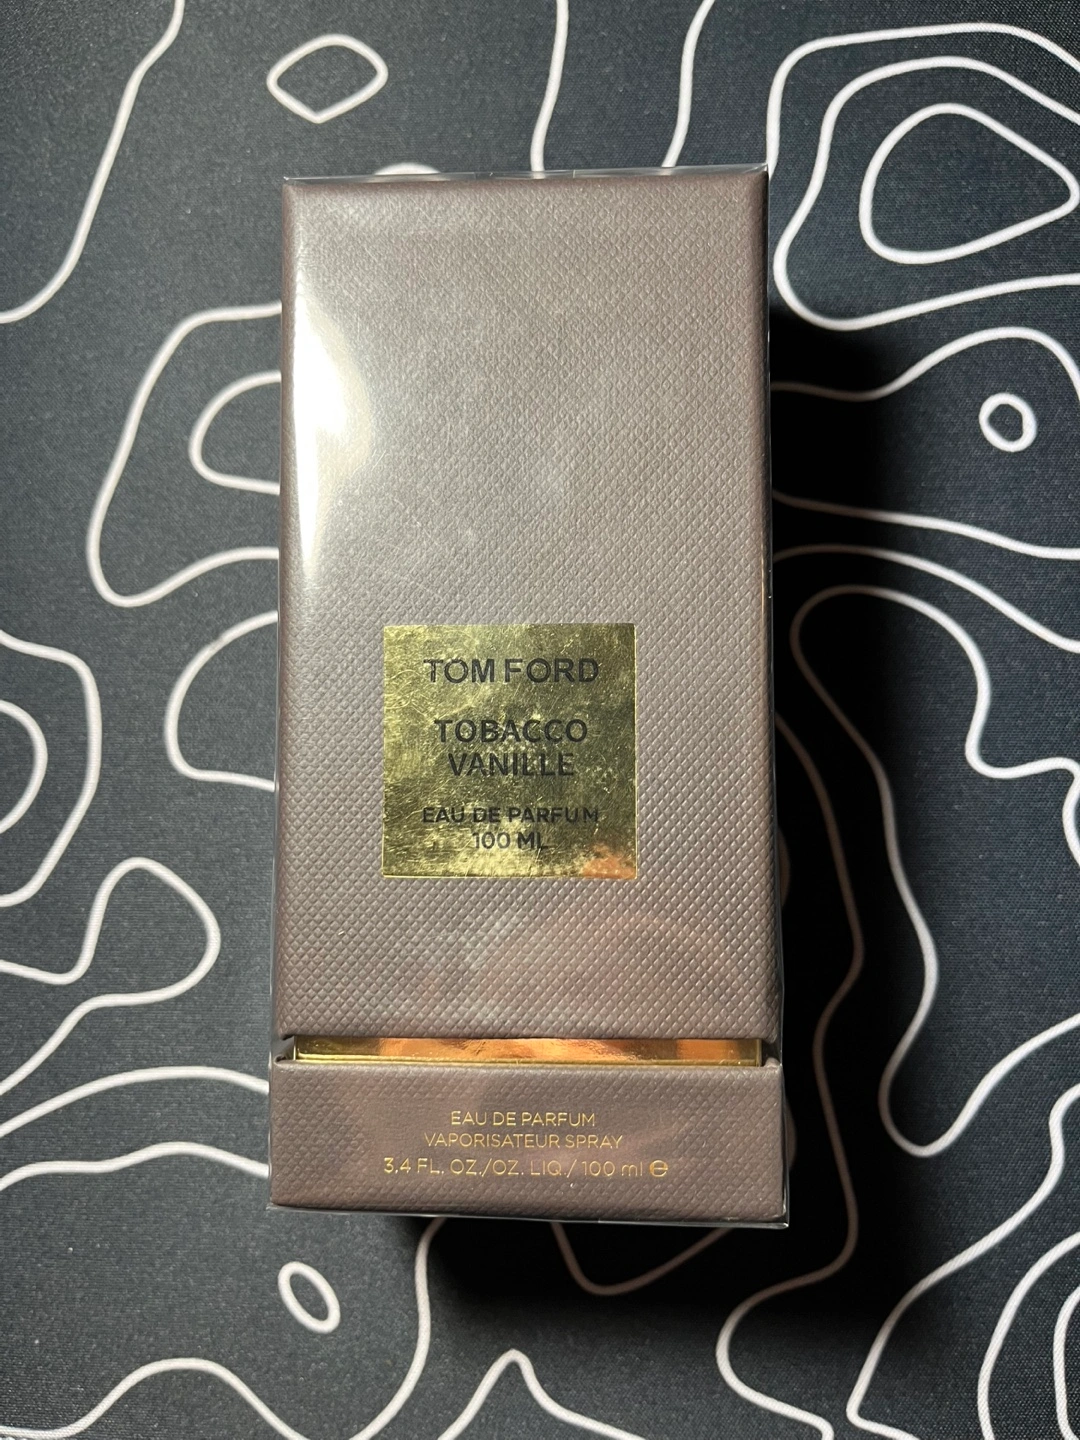 TOM FORD
TOBACCO
VANILLE
EAU DE PARFUM
100 ML
EAU DE PARFUM
VAPORISATEUR SPRAY
3,4 FL. OZ./OZ. LIQ./ 100 ml ℮